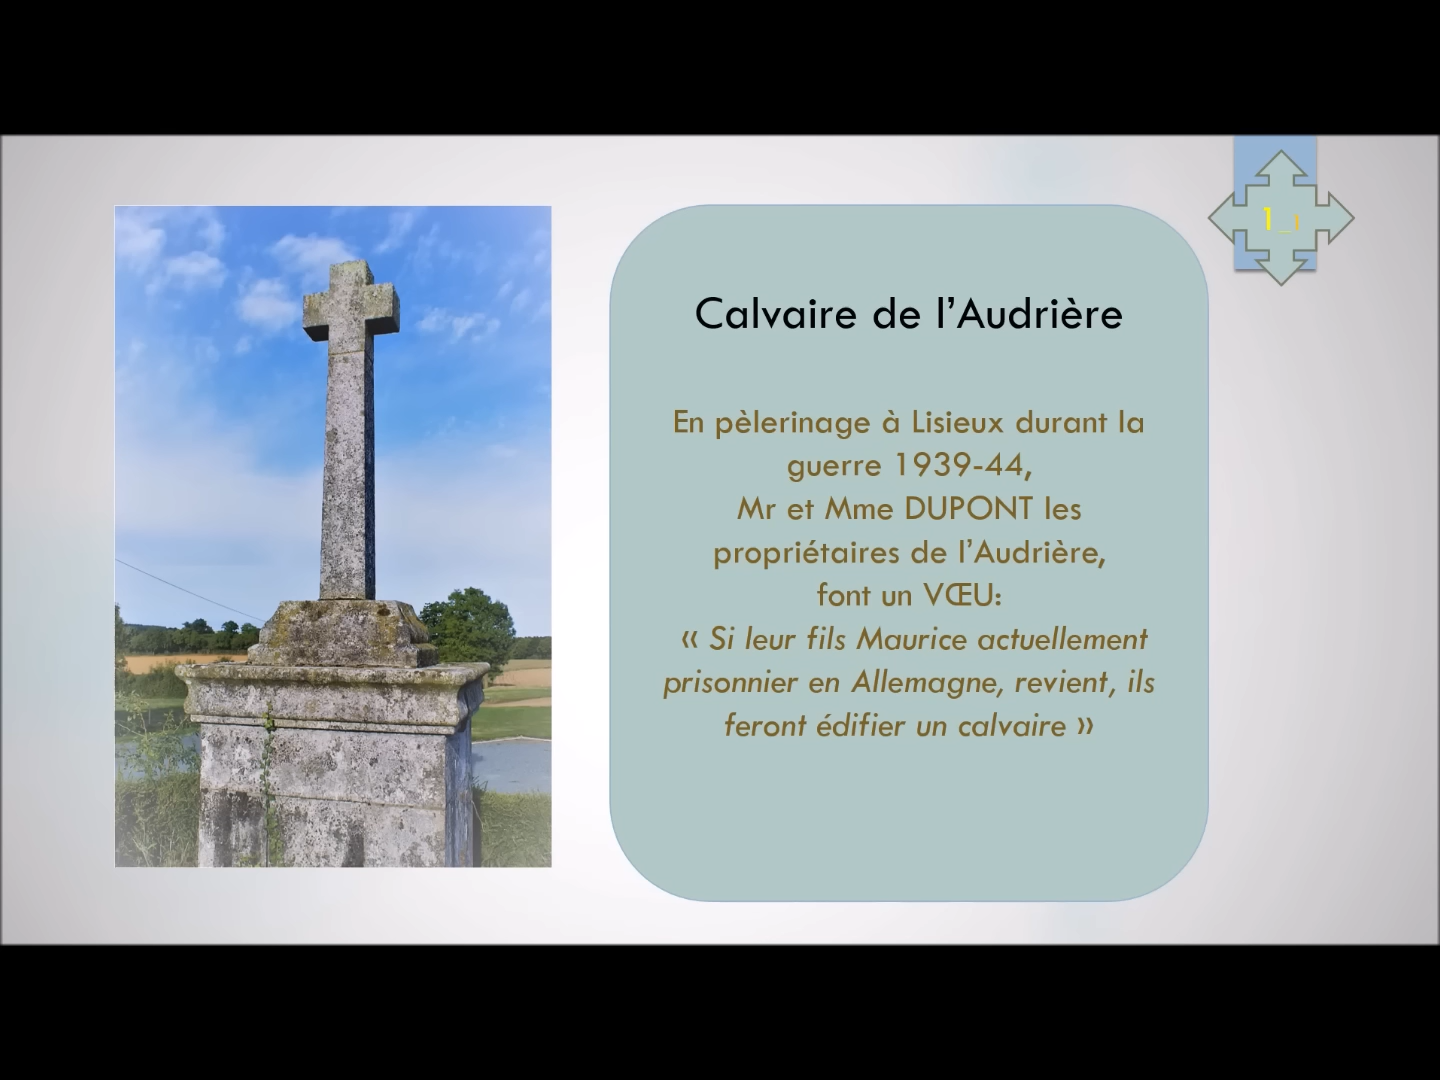 1_1
Calvaire de l’Audrière
En pèlerinage à Lisieux durant la
guerre 1939-44,
Mr et Mme DUPONT les
propriétaires de l’Audrière,
font un VŒU:
« Si leur fils Maurice actuellement
prisonnier en Allemagne, revient, ils
feront édifier un calvaire »